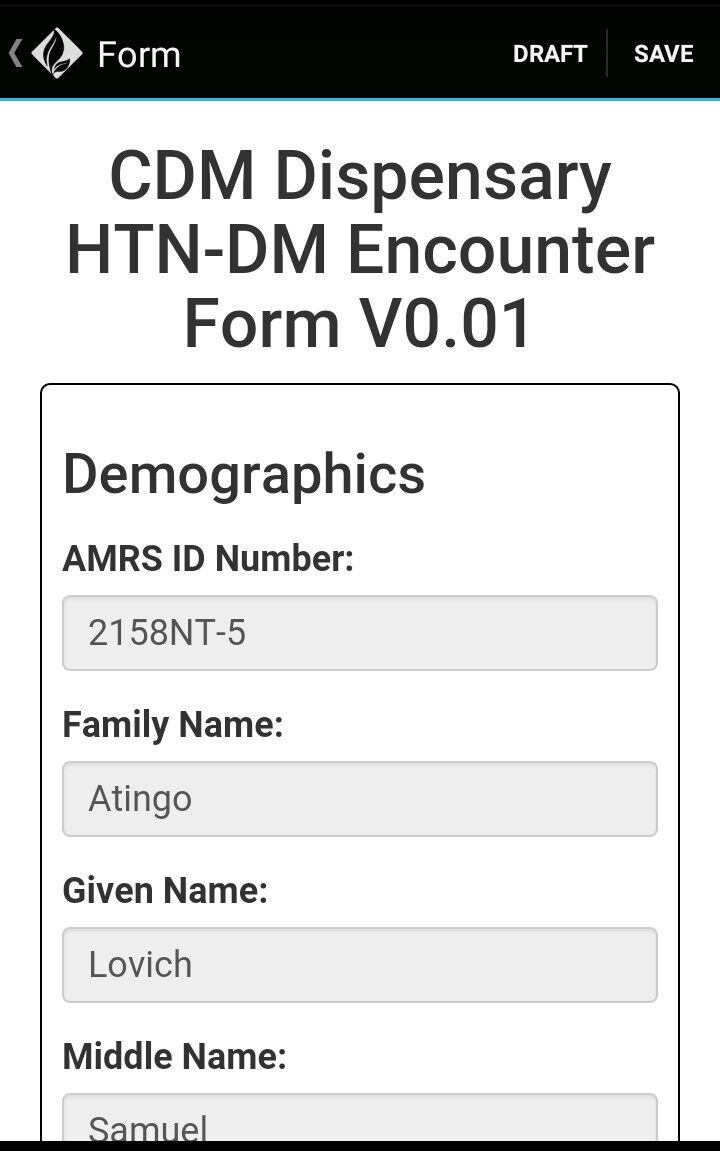 Form
DRAFT
SAVE
CDM Dispensary
HTN-DM Encounter
Form V0.01
Demographics
AMRS ID Number:
2158NT-5
Family Name:
Atingo
Given Name:
Lovich
Middle Name:
Samuel